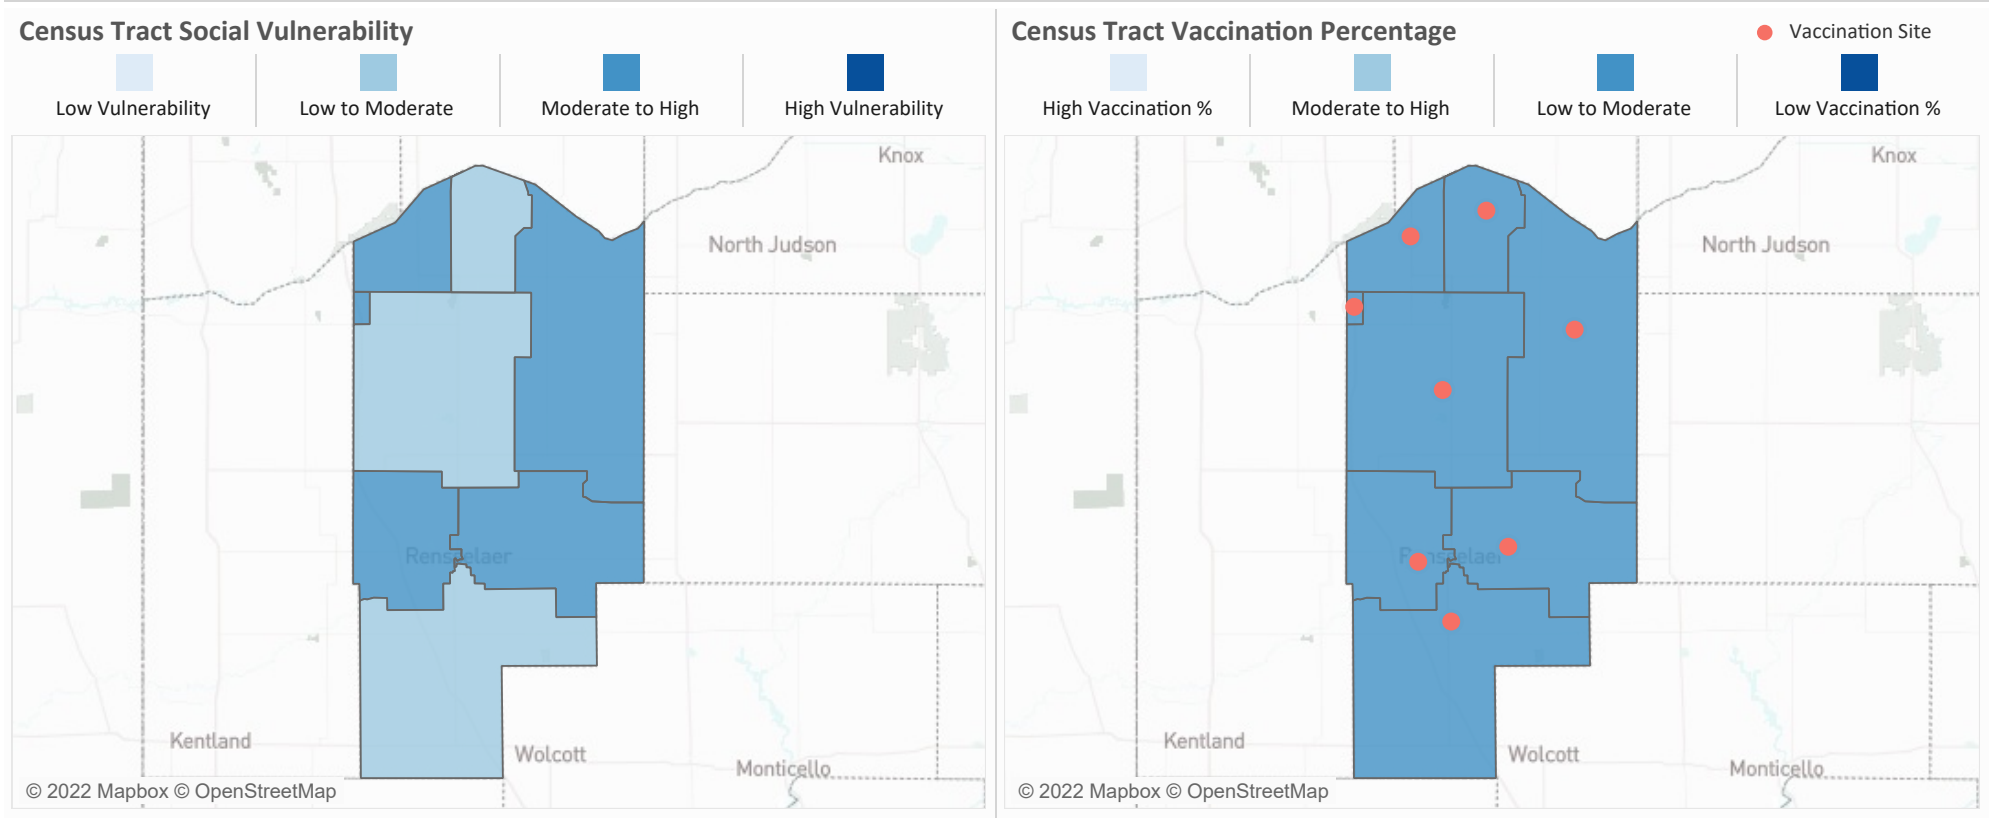 Census Tract Social Vulnerability
Low Vulnerability
Low to Moderate
Moderate to High
High Vulnerability
Knox
North Judson
Rensselaer
Kentland
Wolcott
Monticello
© 2022 Mapbox © OpenStreetMap
Census Tract Vaccination Percentage
Vaccination Site
High Vaccination %
Moderate to High
Low to Moderate
Low Vaccination %
Knox
North Judson
Rensselaer
Kentland
Wolcott
Monticello
© 2022 Mapbox © OpenStreetMap